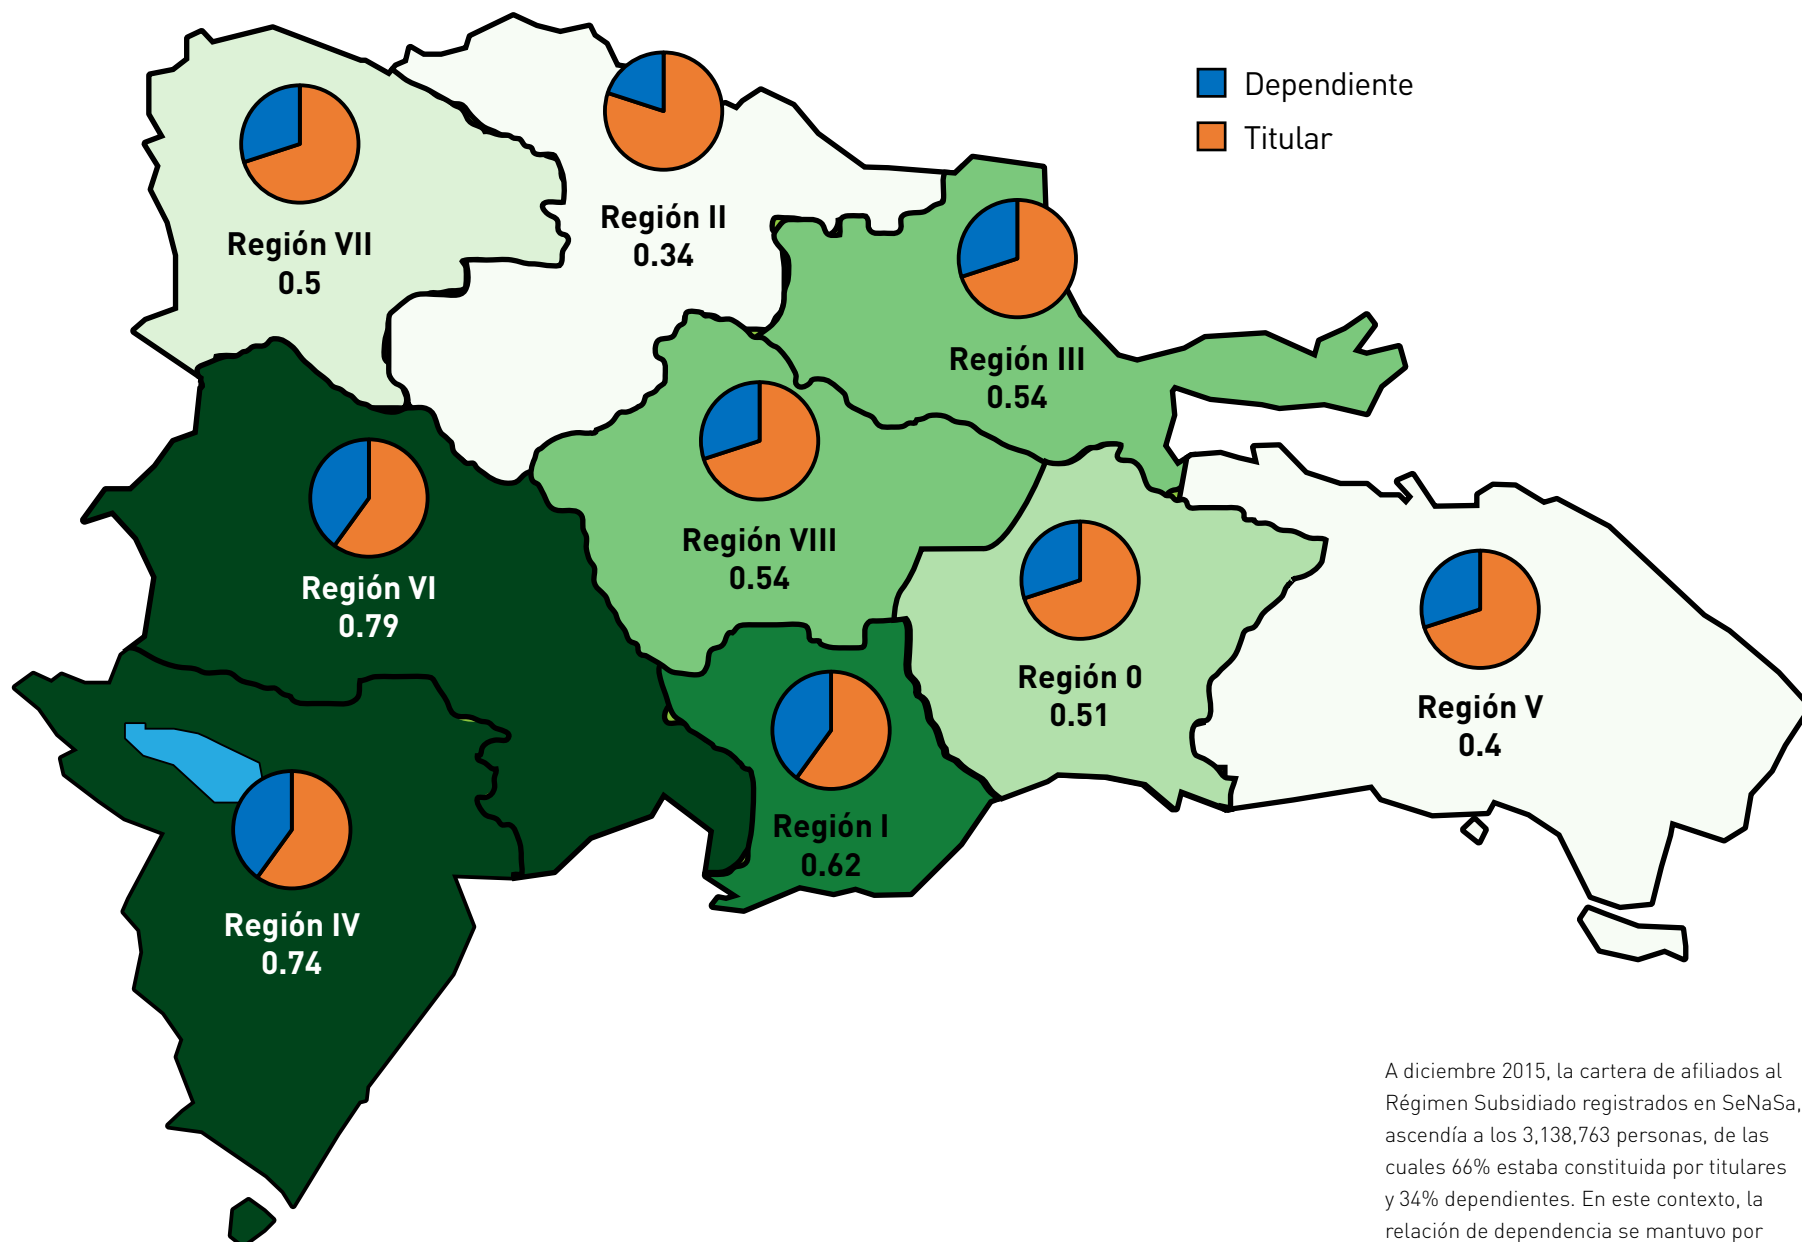 Dependiente
Titular
Región II
0.34
Región VII
0.5
Región III
0.54
Región VIII
0.54
Región VI
0.79
Región 0
0.51
Región V
0.4
Región I
0.62
Región IV
0.74
A diciembre 2015, la cartera de afiliados al
Régimen Subsidiado registrados en SeNaSa,
ascendía a los 3,138,763 personas, de las
cuales 66% estaba constituida por titulares
y 34% dependientes. En este contexto, la
relación de dependencia se mantuvo por